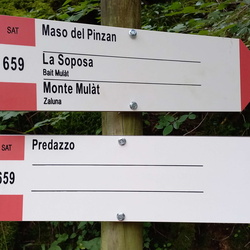 SAT
659
Maso del Pinzan
La Soposa
Bait Mulàt
Monte Mulàt
Zaluna
SAT
659
Predazzo